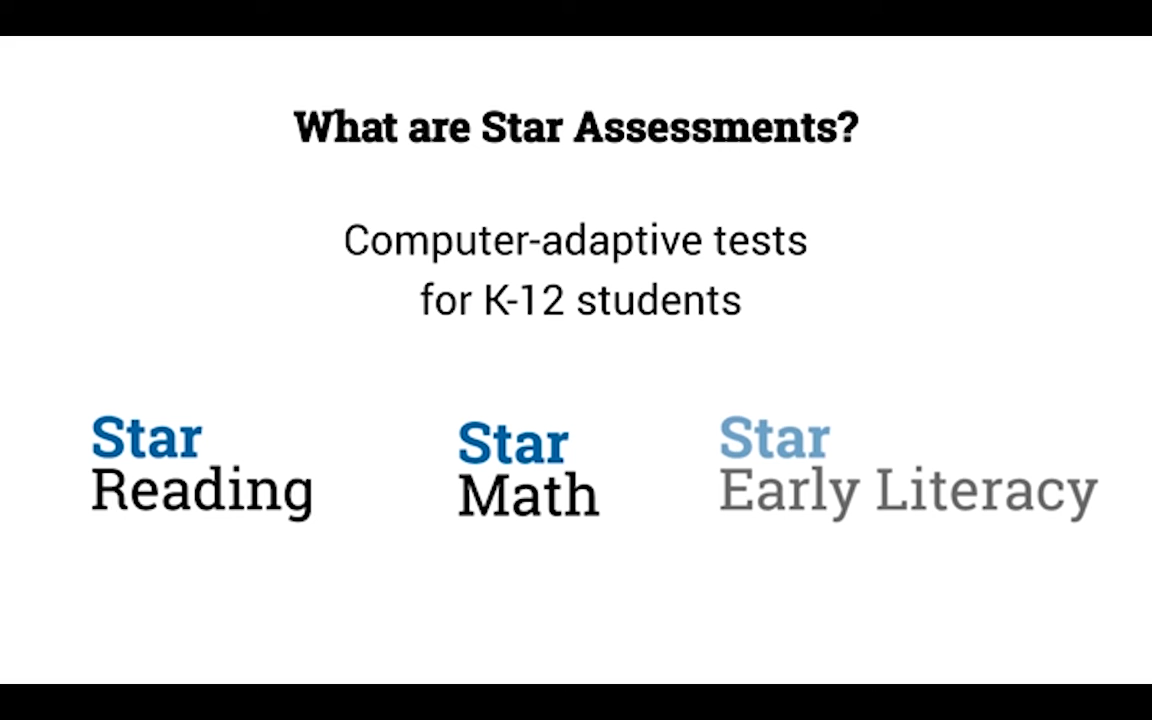 What are Star Assessments?
Computer-adaptive tests
for K-12 students
Star
Reading
Star
Math
Star
Early Literacy